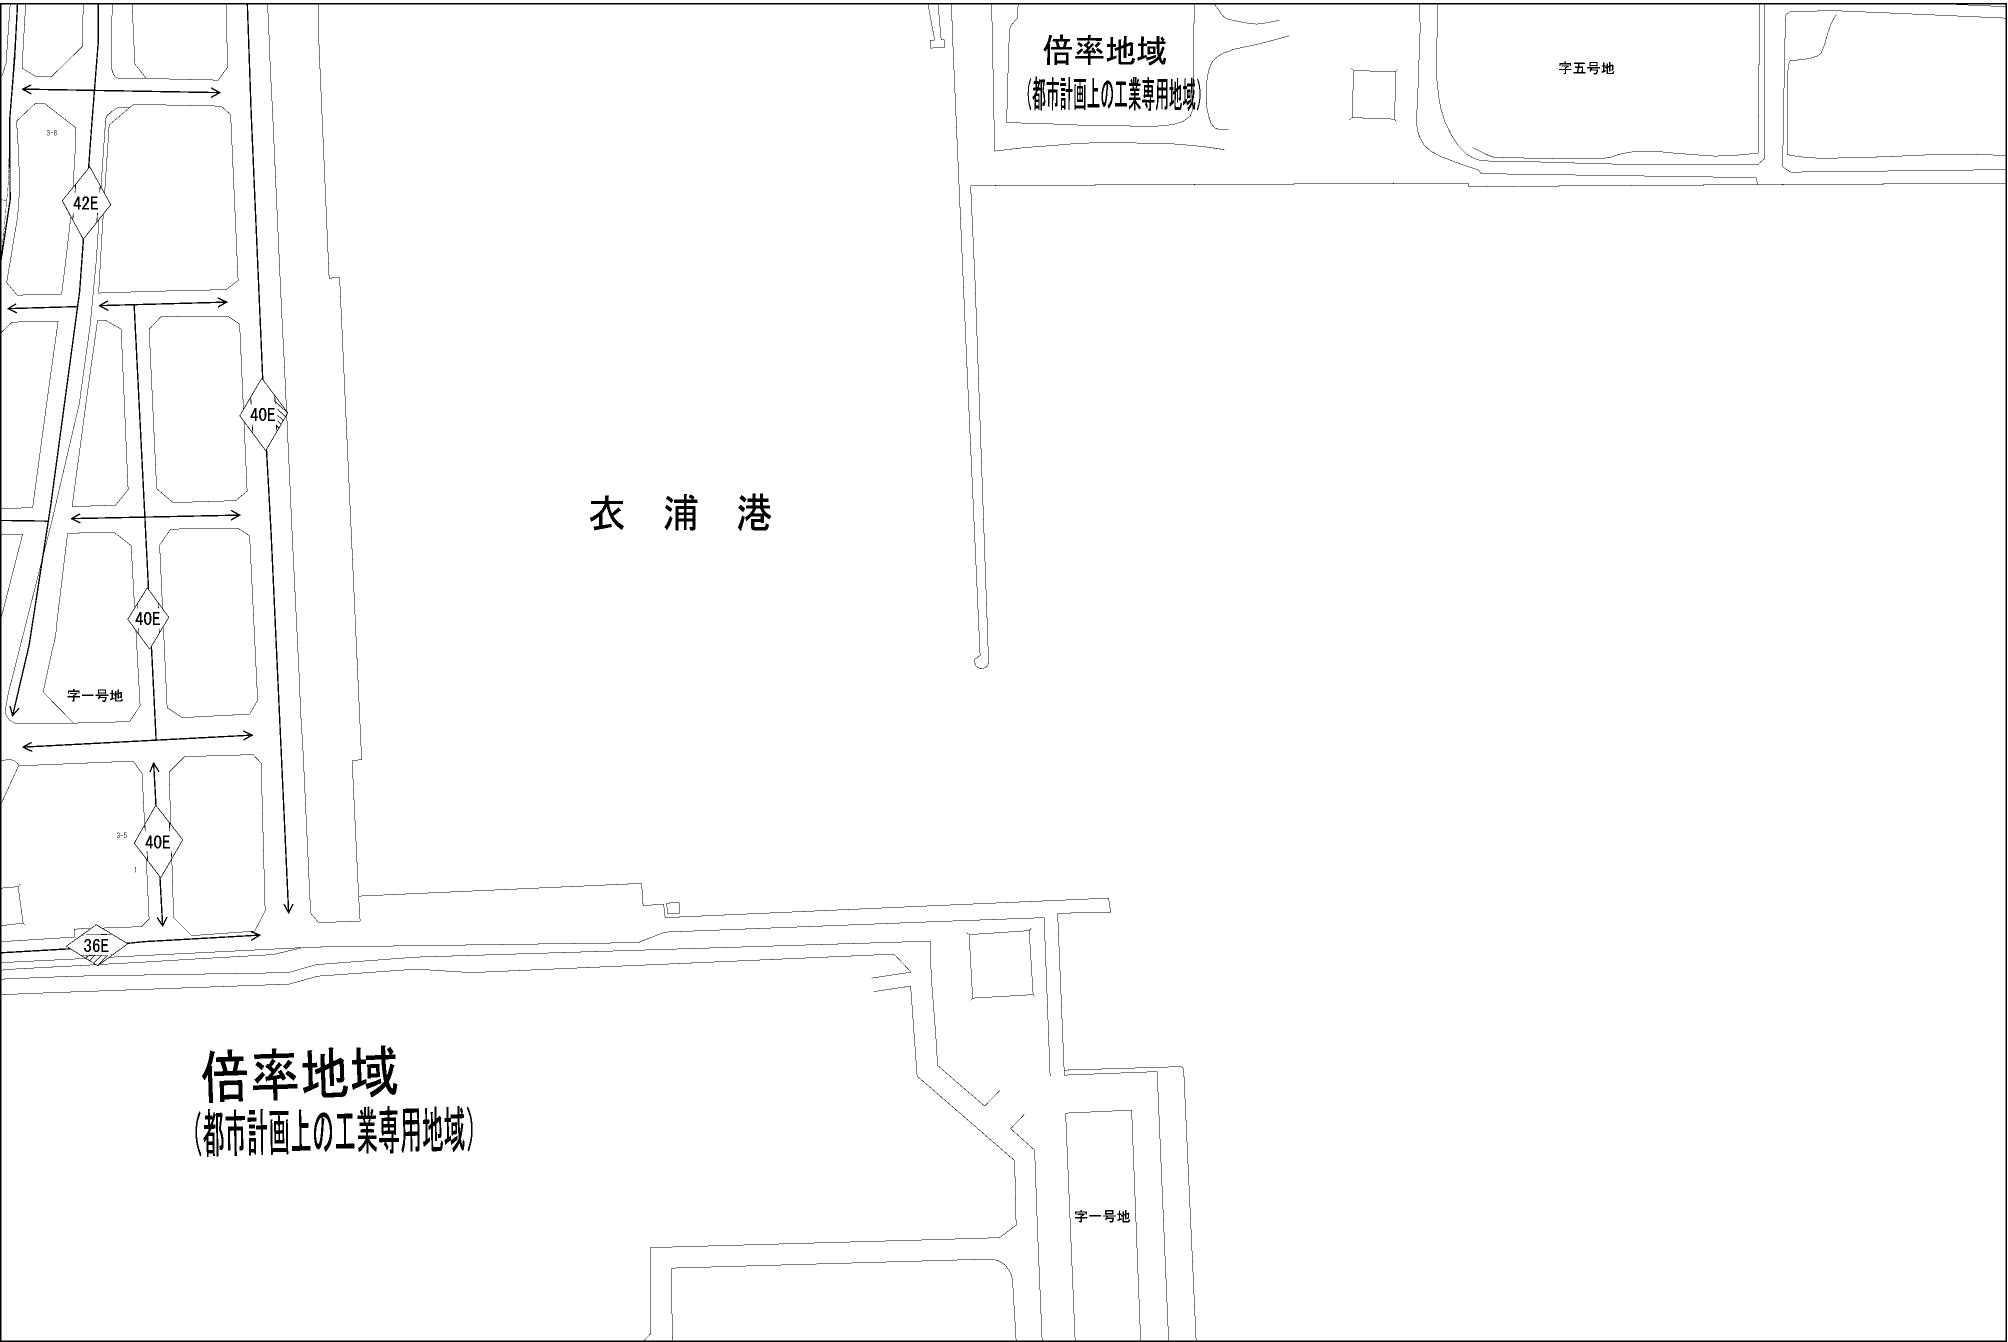 倍率地域
(都市計画上の工業専用地域)
字五号地
3-8
42E
40E
衣浦港
40E
字一号地
3-5
40E
1
36E
倍率地域
(都市計画上の工業専用地域)
字一号地